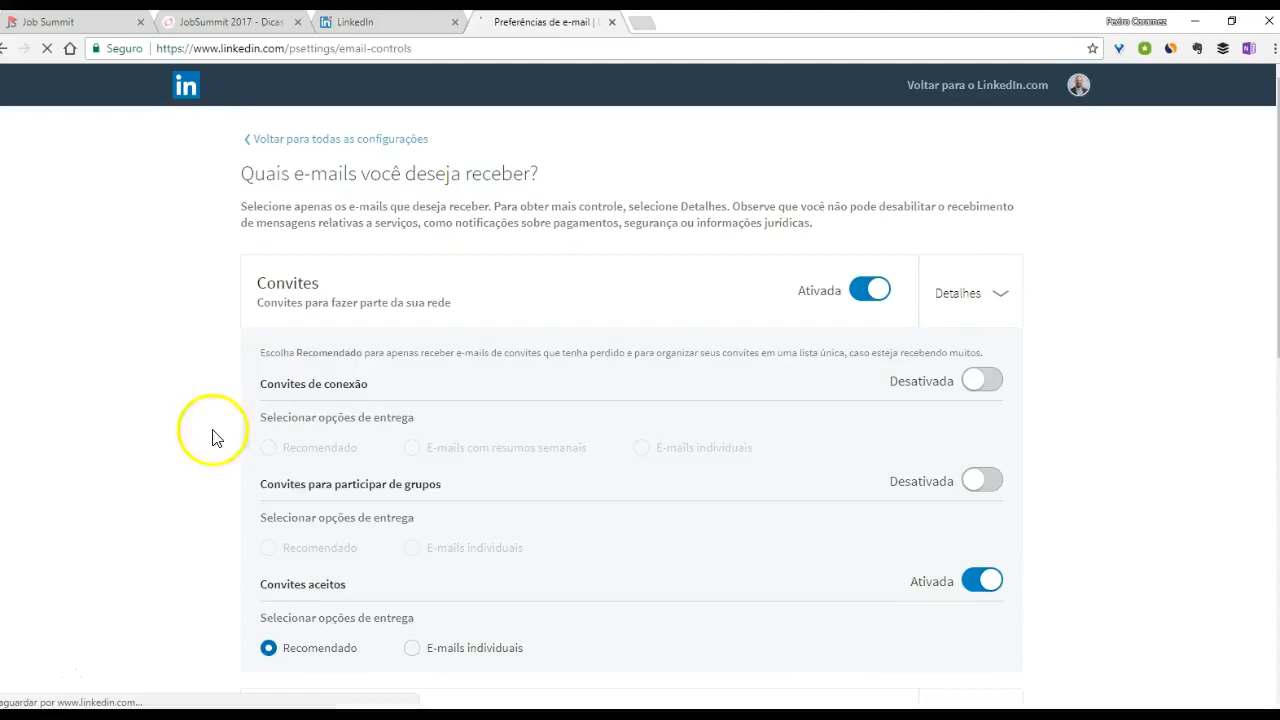 Job Summit
JobSummit 2017 - Dicas
LinkedIn
Preferências de e-mail |
Pedro Caramez
Seguro
https://www.linkedin.com/psettings/email-controls
in
Voltar para o LinkedIn.com
Voltar para todas as configurações
Quais e-mails você deseja receber?
Selecione apenas os e-mails que deseja receber. Para obter mais controle, selecione Detalhes. Observe que você não pode desabilitar o recebimento
de mensagens relativas a serviços, como notificações sobre pagamentos, segurança ou informações jurídicas.
Convites
Convites para fazer parte da sua rede
Ativada
Detalhes
Escolha Recomendado para apenas receber e-mails de convites que tenha perdido e para organizar seus convites em uma lista única, caso esteja recebendo muitos.
Convites de conexão
Desativada
Selecionar opções de entrega
Recomendado
E-mails com resumos semanais
E-mails individuais
Convites para participar de grupos
Desativada
Selecionar opções de entrega
Recomendado
E-mails individuais
Convites aceitos
Ativada
Selecionar opções de entrega
Recomendado
E-mails individuais
aguardar por www.linkedin.com...